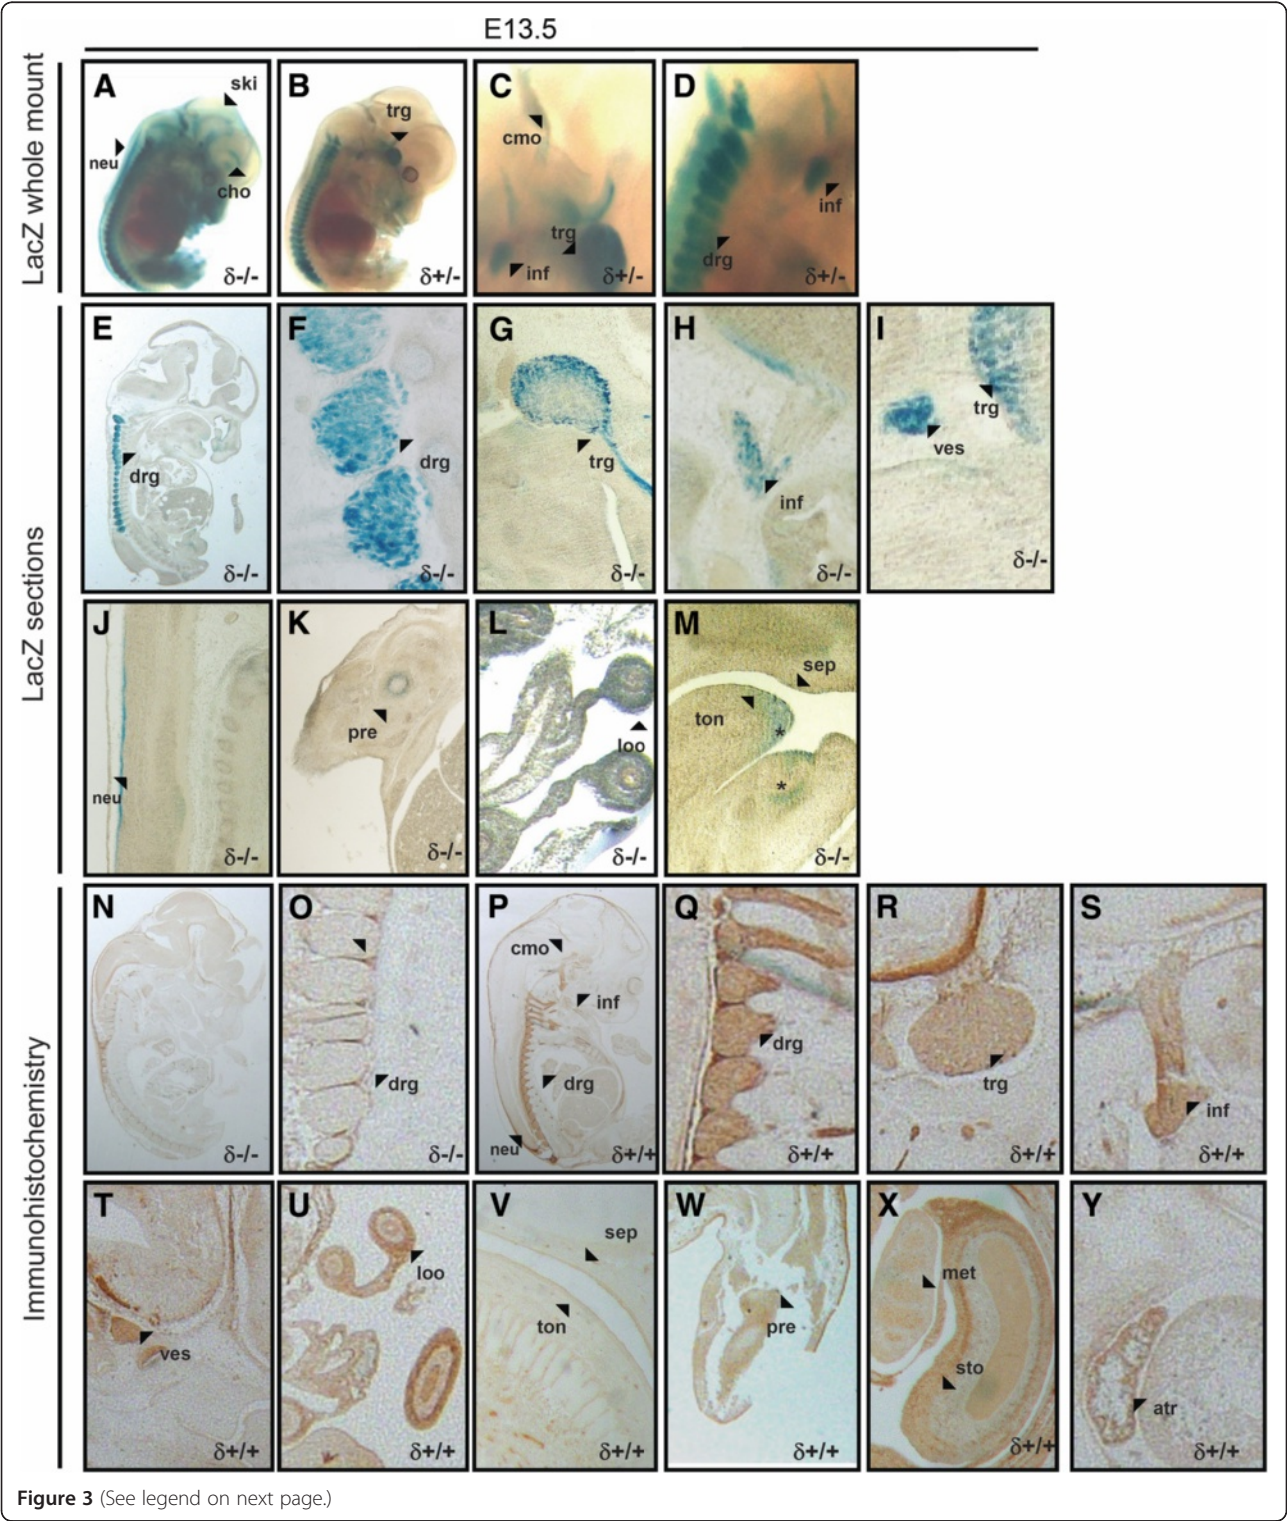 E13.5
LacZ whole mount
A
ski
neu
cho
δ-/-
B
trg
δ+/-
C
cmo
trg
inf
δ+/-
D
inf
drg
δ+/-
LacZ sections
E
drg
δ-/-
F
drg
δ-/-
G
trg
δ-/-
H
inf
δ-/-
I
trg
ves
δ-/-
J
neu
δ-/-
K
pre
δ-/-
L
loo
δ-/-
M
sep
ton
*
*
δ-/-
Immunohistochemistry
N
δ-/-
O
drg
δ-/-
P
cmo
inf
drg
neu
δ+/+
Q
drg
δ+/+
R
trg
δ+/+
S
inf
δ+/+
T
ves
δ+/+
U
loo
δ+/+
V
sep
ton
δ+/+
W
pre
δ+/+
X
met
sto
δ+/+
Y
atr
δ+/+
Figure 3 (See legend on next page.)